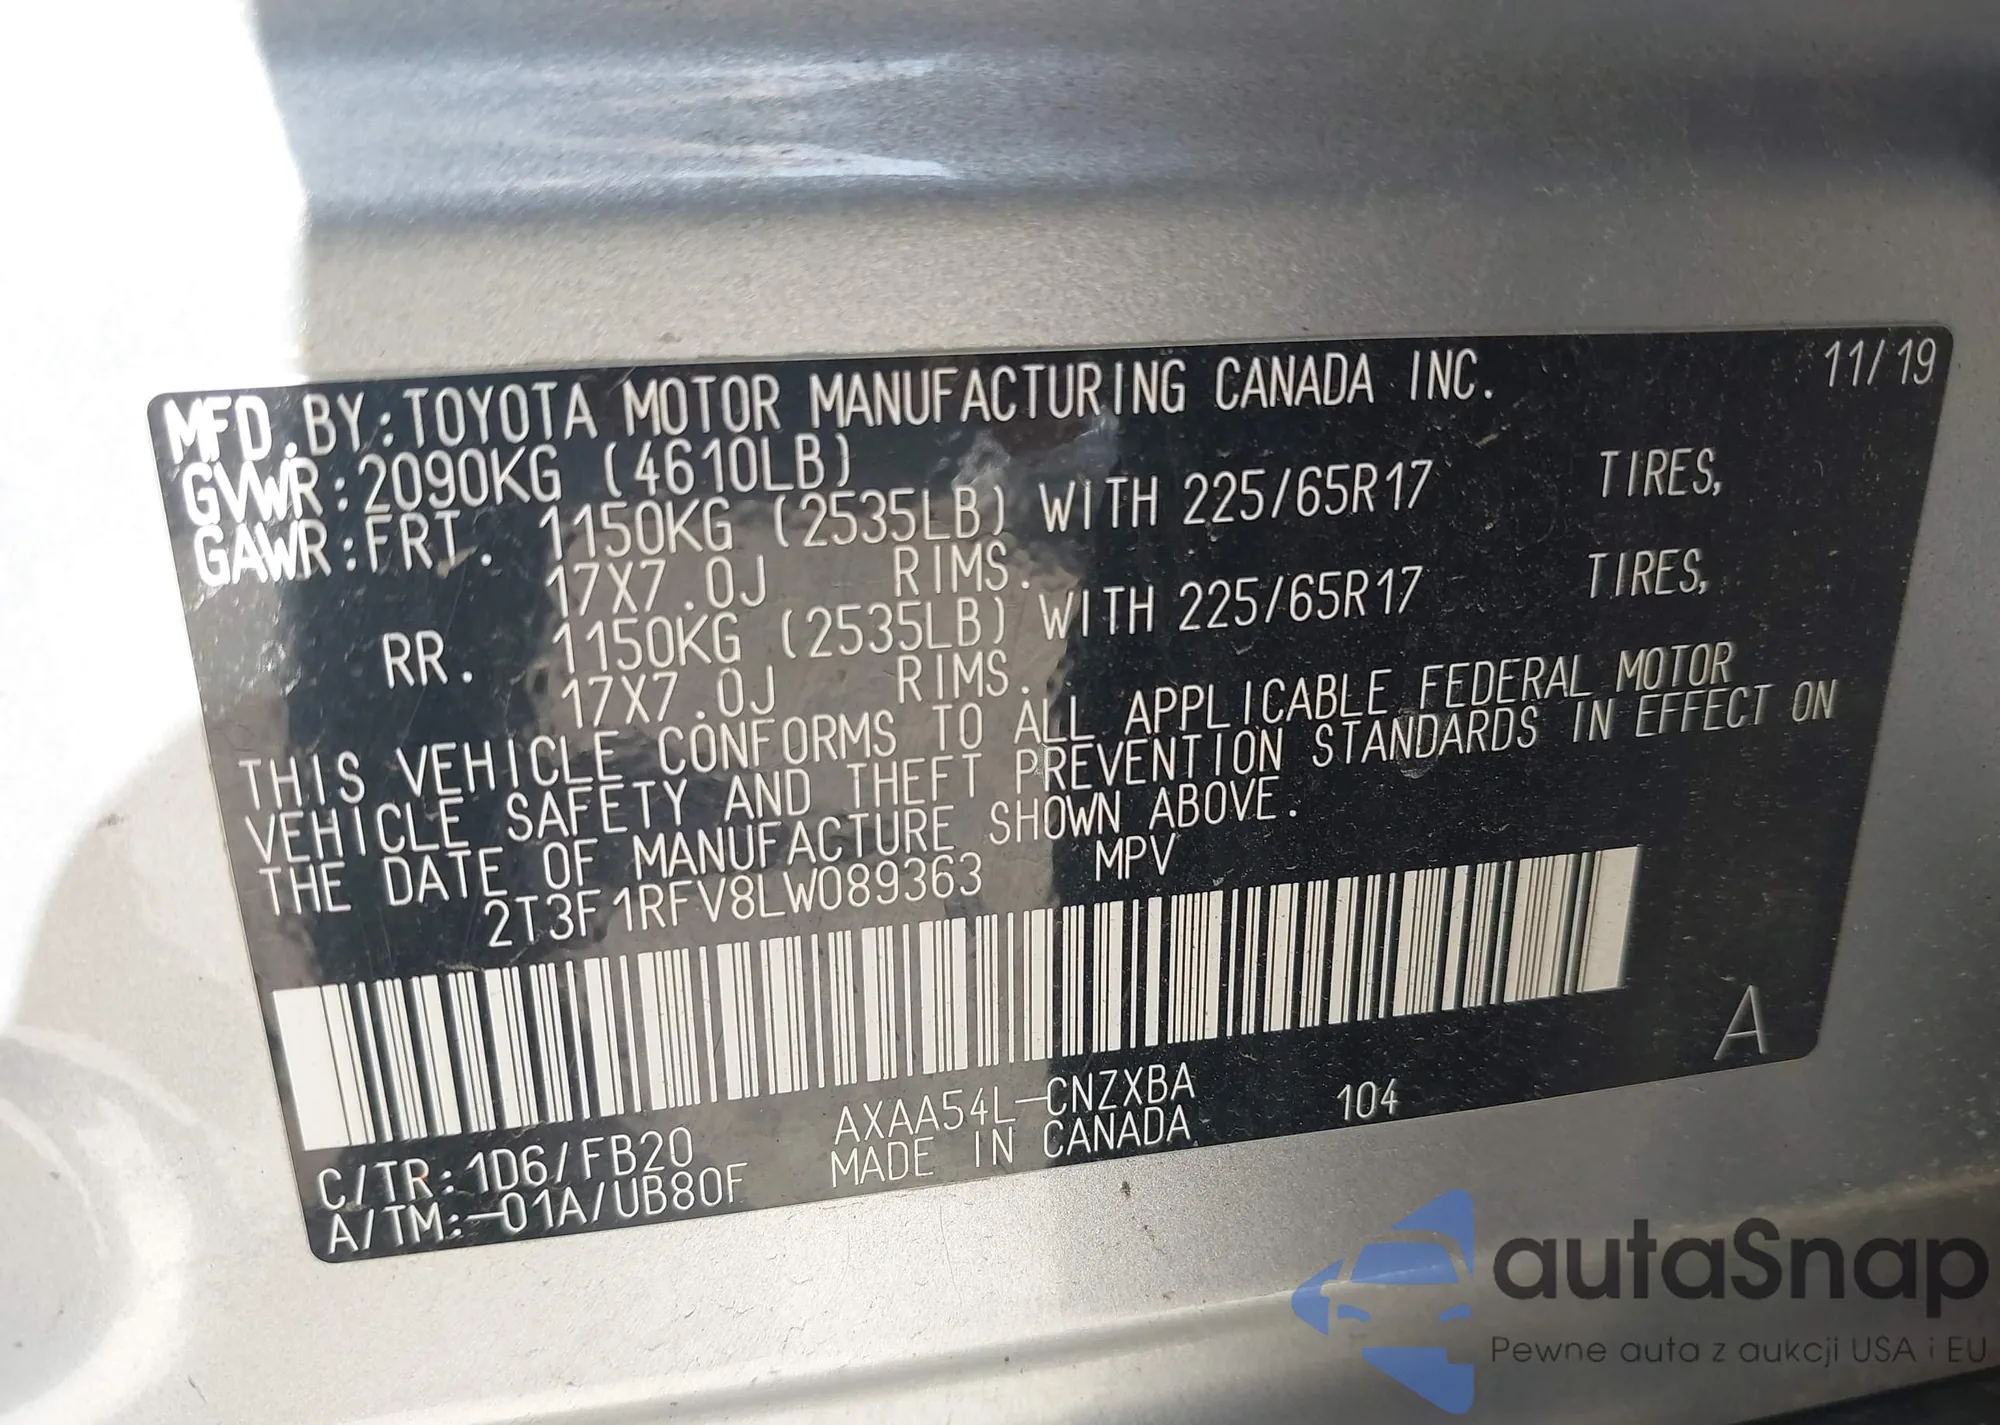 11/19
MFD.BY:TOYOTA MOTOR MANUFACTURING CANADA INC.
GVWR:2090KG (4610LB)
GAWR:FRT. 1150KG (2535LB) WITH 225/65R17 TIRES,
17X7.0J RIMS.
RR. 1150KG (2535LB) WITH 225/65R17 TIRES,
17X7.0J RIMS.
THIS VEHICLE CONFORMS TO ALL APPLICABLE FEDERAL MOTOR
VEHICLE SAFETY AND THEFT PREVENTION STANDARDS IN EFFECT ON
THE DATE OF MANUFACTURE SHOWN ABOVE.
2T3F1RFV8LW089363 MPV
A
C/TR:1D6/FB20 AXAA54L-CNZXBA 104
A/TM:-01A/UB80F MADE IN CANADA
autaSnap
Pewne auta z aukcji USA i EU